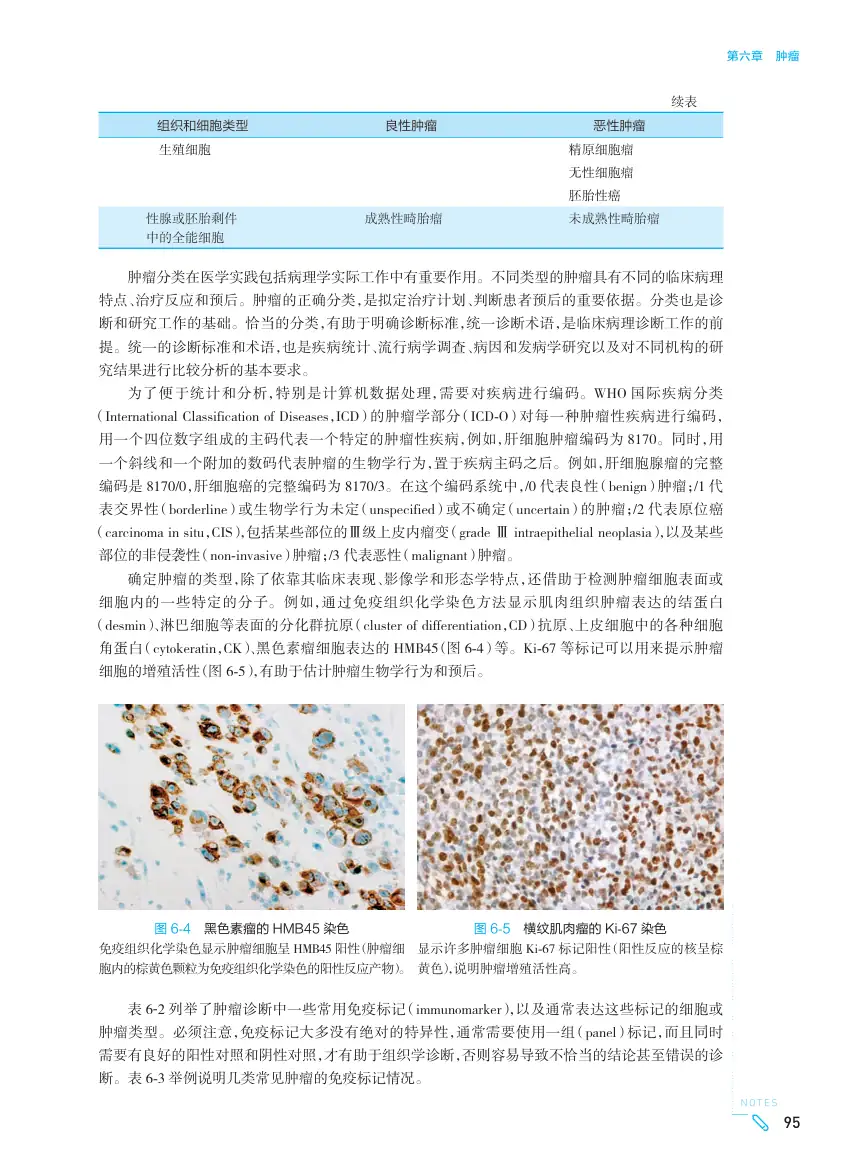 第六章 肿瘤
续表
组织和细胞类型 良性肿瘤 恶性肿瘤
生殖细胞 精原细胞瘤
无性细胞瘤
胚胎性癌
性腺或胚胎剩件 成熟性畸胎瘤 未成熟性畸胎瘤
中的全能细胞
肿瘤分类在医学实践包括病理学实际工作中有重要作用。不同类型的肿瘤具有不同的临床病理
特点、治疗反应和预后。肿瘤的正确分类,是拟定治疗计划、判断患者预后的重要依据。分类也是诊
断和研究工作的基础。恰当的分类,有助于明确诊断标准,统一诊断术语,是临床病理诊断工作的前
提。统一的诊断标准和术语,也是疾病统计、流行病学调查、病因和发病学研究以及对不同机构的研
究结果进行比较分析的基本要求。
为了便于统计和分析,特别是计算机数据处理,需要对疾病进行编码。WHO 国际疾病分类
(International Classification of Diseases,ICD)的肿瘤学部分(ICD-O)对每一种肿瘤性疾病进行编码,
用一个四位数字组成的主码代表一个特定的肿瘤性疾病,例如,肝细胞肿瘤编码为 8170。同时,用
一个斜线和一个附加的数码代表肿瘤的生物学行为,置于疾病主码之后。例如,肝细胞腺瘤的完整
编码是 8170/0,肝细胞癌的完整编码为 8170/3。在这个编码系统中,/0 代表良性(benign)肿瘤;/1 代
表交界性(borderline)或生物学行为未定(unspecified)或不确定(uncertain)的肿瘤;/2 代表原位癌
(carcinoma in situ,CIS),包括某些部位的Ⅲ级上皮内瘤变(grade Ⅲ intraepithelial neoplasia),以及某些
部位的非侵袭性(non-invasive)肿瘤;/3 代表恶性(malignant)肿瘤。
确定肿瘤的类型,除了依靠其临床表现、影像学和形态学特点,还借助于检测肿瘤细胞表面或
细胞内的一些特定的分子。例如,通过免疫组织化学染色方法显示肌肉组织肿瘤表达的结蛋白
(desmin)、淋巴细胞等表面的分化群抗原(cluster of differentiation,CD)抗原、上皮细胞中的各种细胞
角蛋白(cytokeratin,CK)、黑色素瘤细胞表达的 HMB45(图 6-4)等。Ki-67 等标记可以用来提示肿瘤
细胞的增殖活性(图 6-5),有助于估计肿瘤生物学行为和预后。
图 6-4 黑色素瘤的 HMB45 染色
免疫组织化学染色显示肿瘤细胞呈 HMB45 阳性(肿瘤细
胞内的棕黄色颗粒为免疫组织化学染色的阳性反应产物)。
图 6-5 横纹肌肉瘤的 Ki-67 染色
显示许多肿瘤细胞 Ki-67 标记阳性(阳性反应的核呈棕
黄色),说明肿瘤增殖活性高。
表 6-2 列举了肿瘤诊断中一些常用免疫标记(immunomarker),以及通常表达这些标记的细胞或
肿瘤类型。必须注意,免疫标记大多没有绝对的特异性,通常需要使用一组(panel)标记,而且同时
需要有良好的阳性对照和阴性对照,才有助于组织学诊断,否则容易导致不恰当的结论甚至错误的诊
断。表 6-3 举例说明几类常见肿瘤的免疫标记情况。
NOTES
95